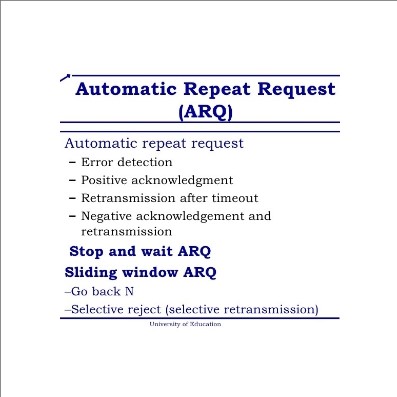 Automatic Repeat Request
(ARQ)
Automatic repeat request
– Error detection
– Positive acknowledgment
– Retransmission after timeout
– Negative acknowledgement and
retransmission
Stop and wait ARQ
Sliding window ARQ
–Go back N
–Selective reject (selective retransmission)
University of Education